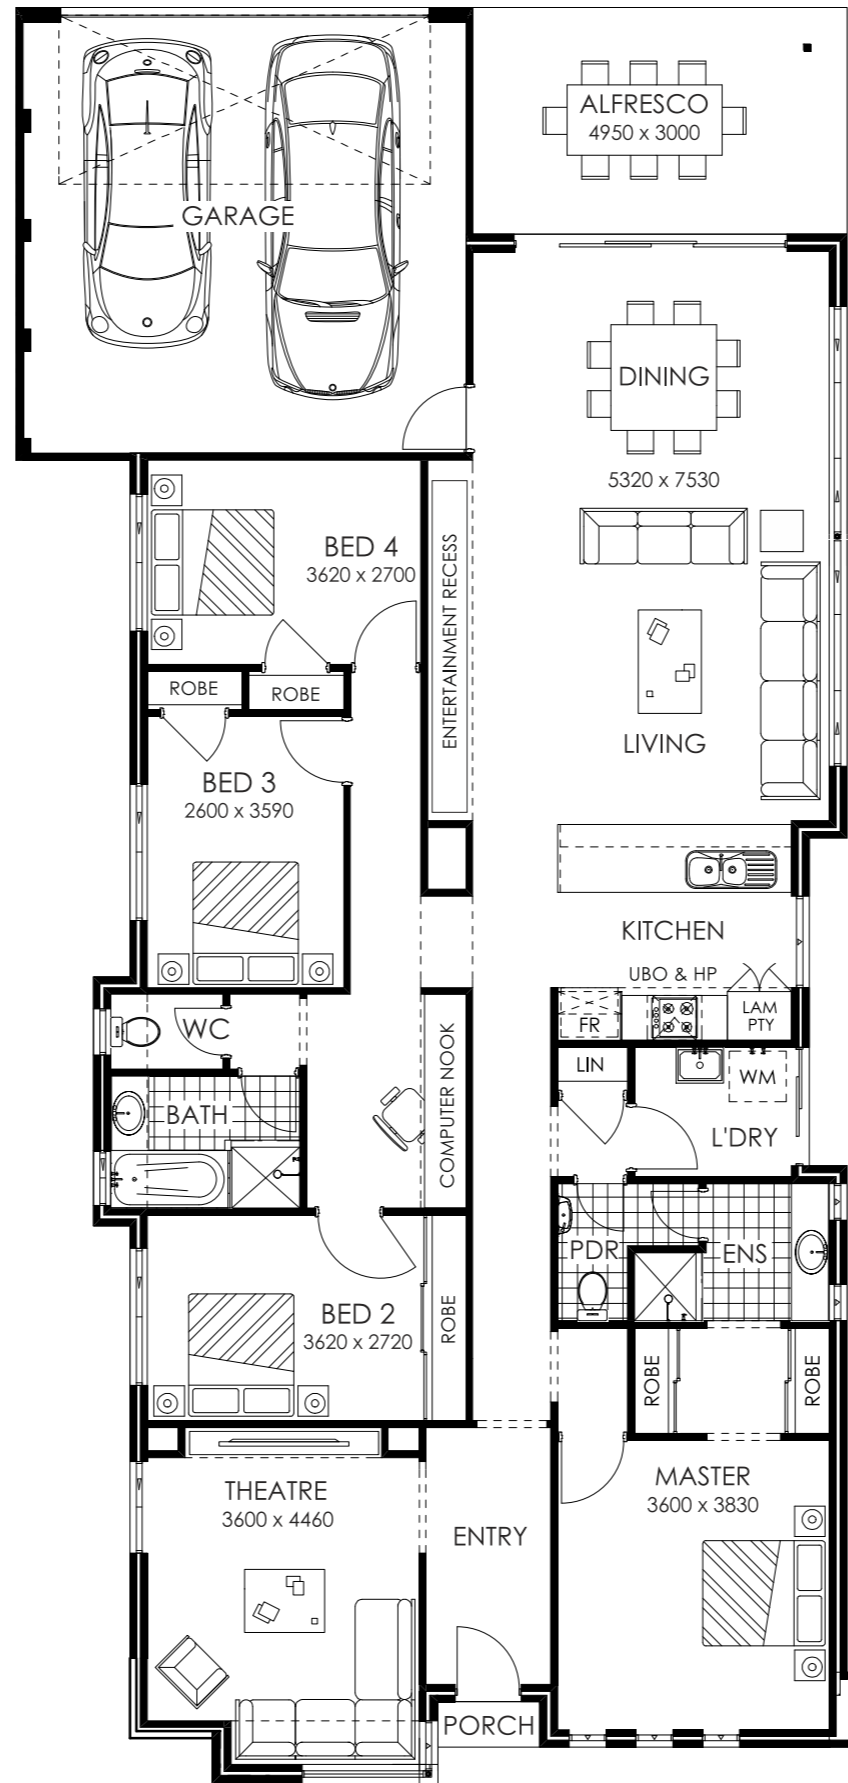 ALFRESCO
4950 x 3000
GARAGE
DINING
5320 x 7530
BED 4
3620 x 2700
ENTERTAINMENT RECESS
ROBE
ROBE
LIVING
BED 3
2600 x 3590
KITCHEN
UBO & HP
FR
LAM
PTY
WC
COMPUTER NOOK
LIN
WM
BATH
L'DRY
PDR
ENS
BED 2
3620 x 2720
ROBE
ROBE
ROBE
THEATRE
3600 x 4460
MASTER
3600 x 3830
ENTRY
PORCH